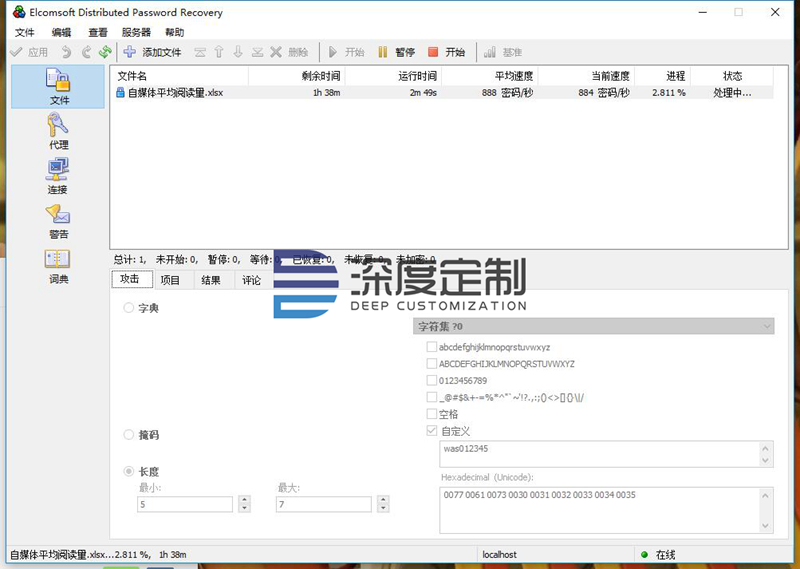 Elcomsoft Distributed Password Recovery
文件 编辑 查看 服务器 帮助
应用 添加文件 删除 开始 暂停 开始 基准
文件
代理
连接
警告
词典
文件名 剩余时间 运行时间 平均速度 当前速度 进程 状态
自媒体平均阅读量.xlsx 1h 38m 2m 49s 888 密码/秒 884 密码/秒 2.811 % 处理中...
总计: 1, 未开始: 0, 暂停: 0, 等待: 0, 已恢复: 0, 未恢复: 0, 未加密: 0
深度定制
DEEP CUSTOMIZATION
攻击 项目 结果 评论
字典
掩码
长度
最小: 最大:
5 7
字符集 ?0
abcdefghijklmnopqrstuvwxyz
ABCDEFGHIJKLMNOPQRSTUVWXYZ
0123456789
空格
自定义
was012345
Hexadecimal (Unicode):
0077 0061 0073 0030 0031 0032 0033 0034 0035
自媒体平均阅读量.xlsx...2.811 %, 1h 38m localhost 在线